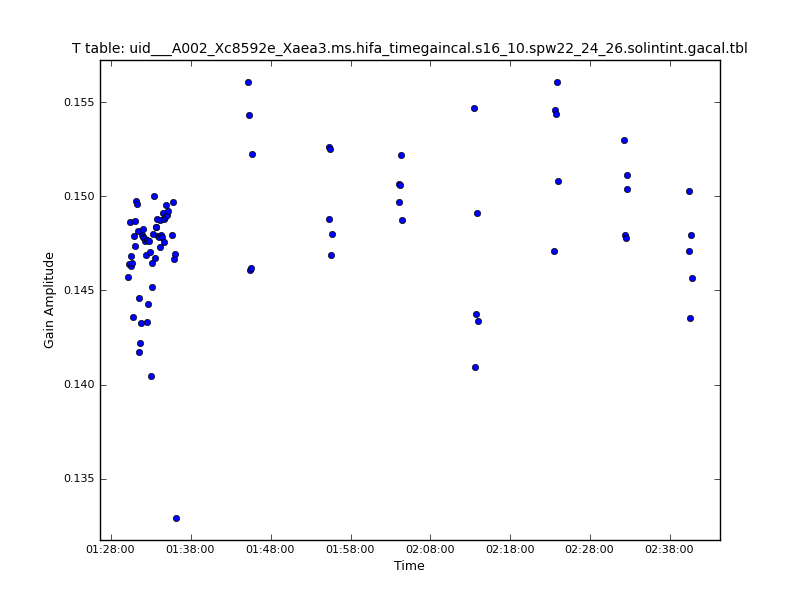 T table: uid___A002_Xc8592e_Xaea3.ms.hifa_timegaincal.s16_10.spw22_24_26.solintint.gacal.tbl
0.155
0.150
0.145
0.140
0.135
Gain Amplitude
01:28:00 01:38:00 01:48:00 01:58:00 02:08:00 02:18:00 02:28:00 02:38:00
Time